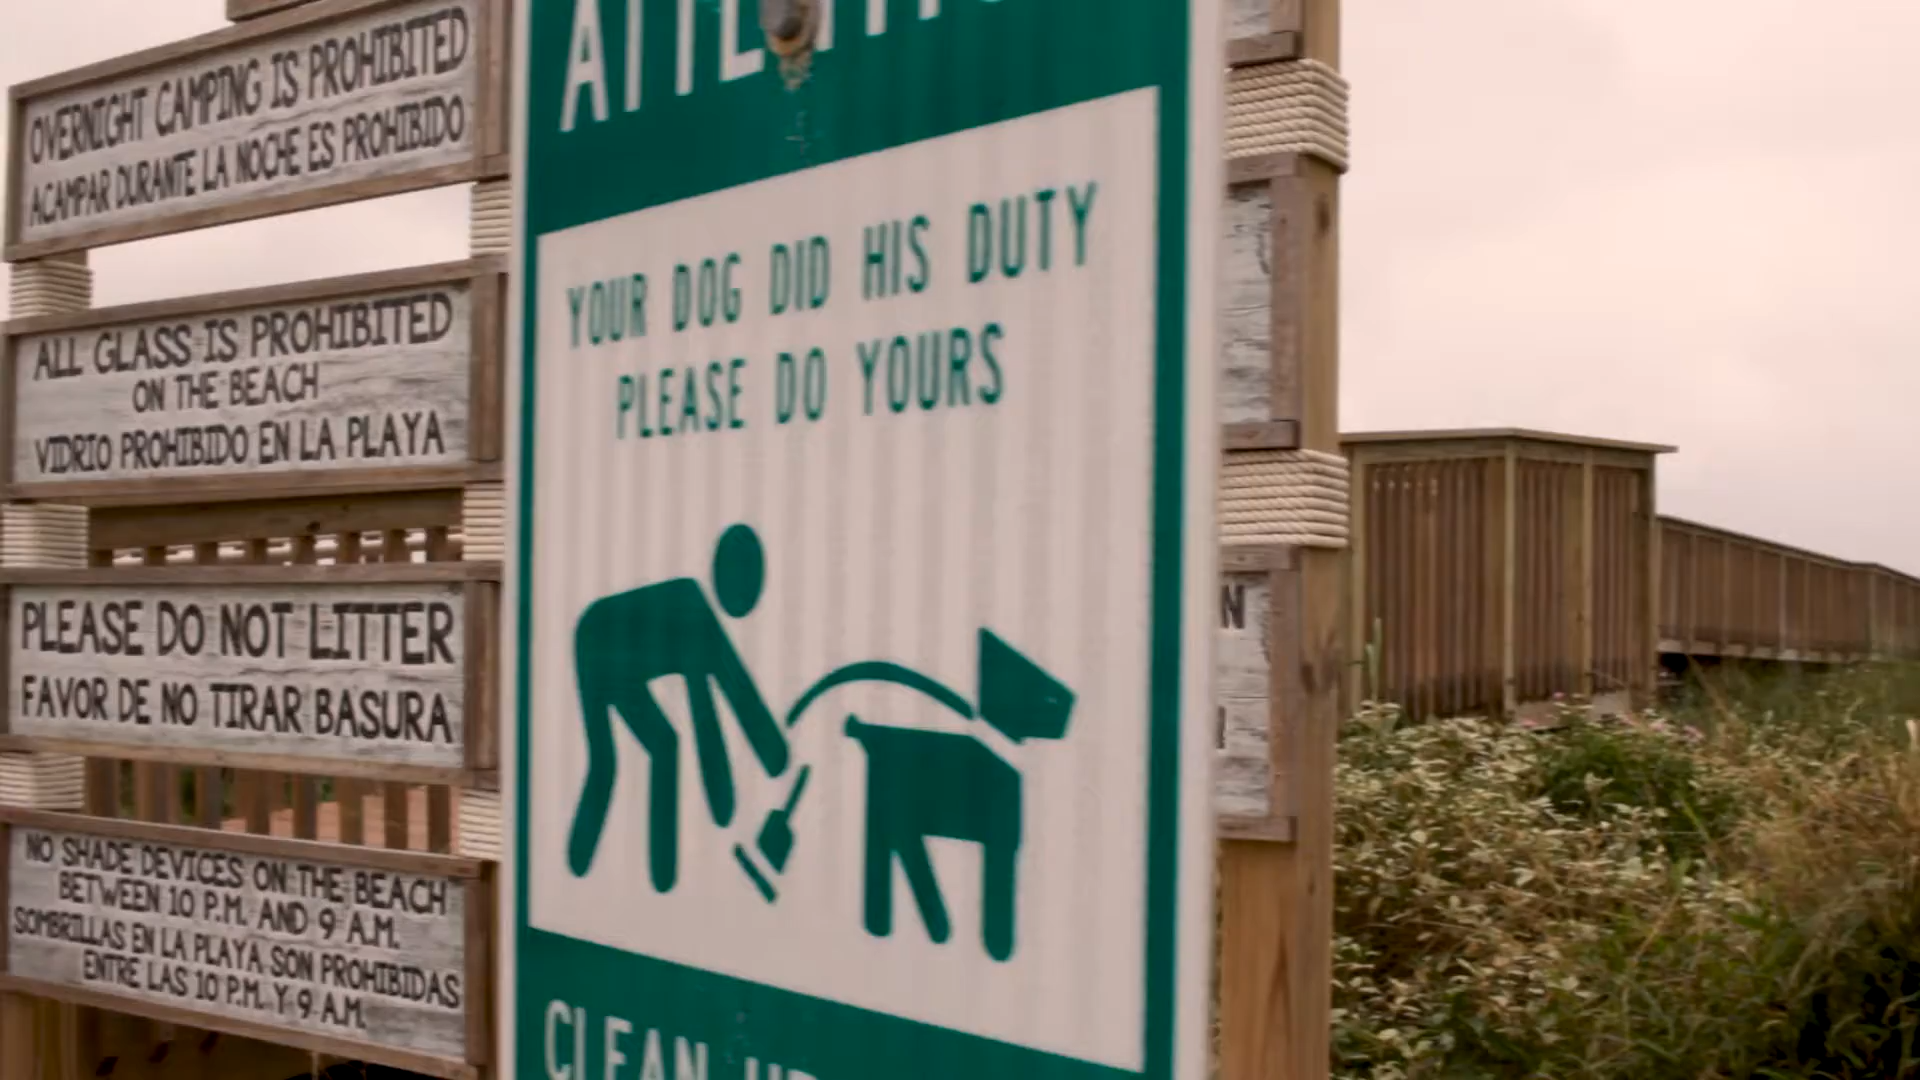 OVERNIGHT CAMPING IS PROHIBITED
ACAMPAR DURANTE LA NOCHE ES PROHIBIDO
ALL GLASS IS PROHIBITED
ON THE BEACH
VIDRIO PROHIBIDO EN LA PLAYA
PLEASE DO NOT LITTER
FAVOR DE NO TIRAR BASURA
NO SHADE DEVICES ON THE BEACH
BETWEEN 10 P.M. AND 9 A.M.
SOMBRILLAS EN LA PLAYA SON PROHIBIDAS
ENTRE LAS 10 P.M. Y 9 A.M.
YOUR DOG DID HIS DUTY
PLEASE DO YOURS
CLEAN UP